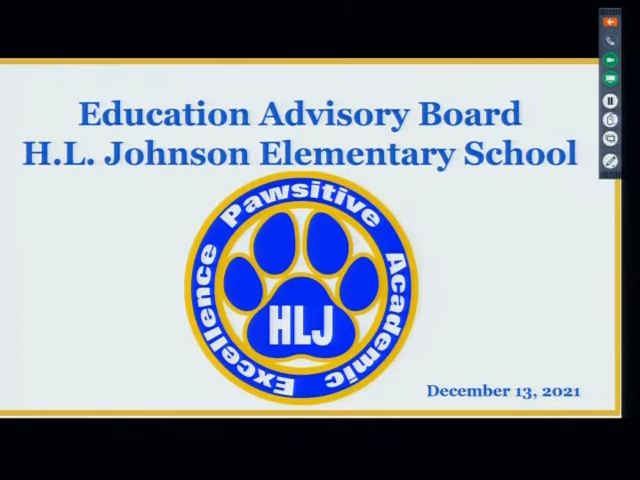 Education Advisory Board
H.L. Johnson Elementary School
Pawsitive Academic Excellence
HLJ
December 13, 2021